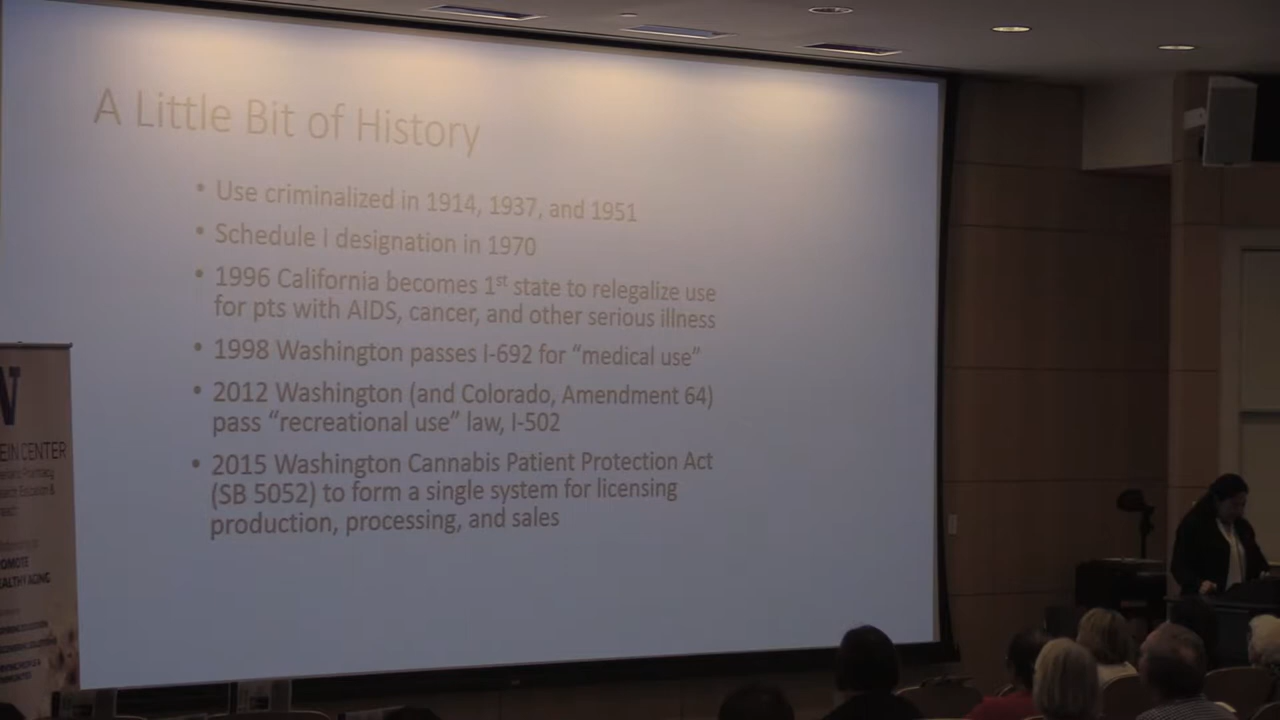 A Little Bit of History
• Use criminalized in 1914, 1937, and 1951
• Schedule I designation in 1970
• 1996 California becomes 1st state to relegalize use
for pts with AIDS, cancer, and other serious illness
• 1998 Washington passes I-692 for “medical use”
• 2012 Washington (and Colorado, Amendment 64)
pass “recreational use” law, I-502
• 2015 Washington Cannabis Patient Protection Act
(SB 5052) to form a single system for licensing
production, processing, and sales
EIN CENTER